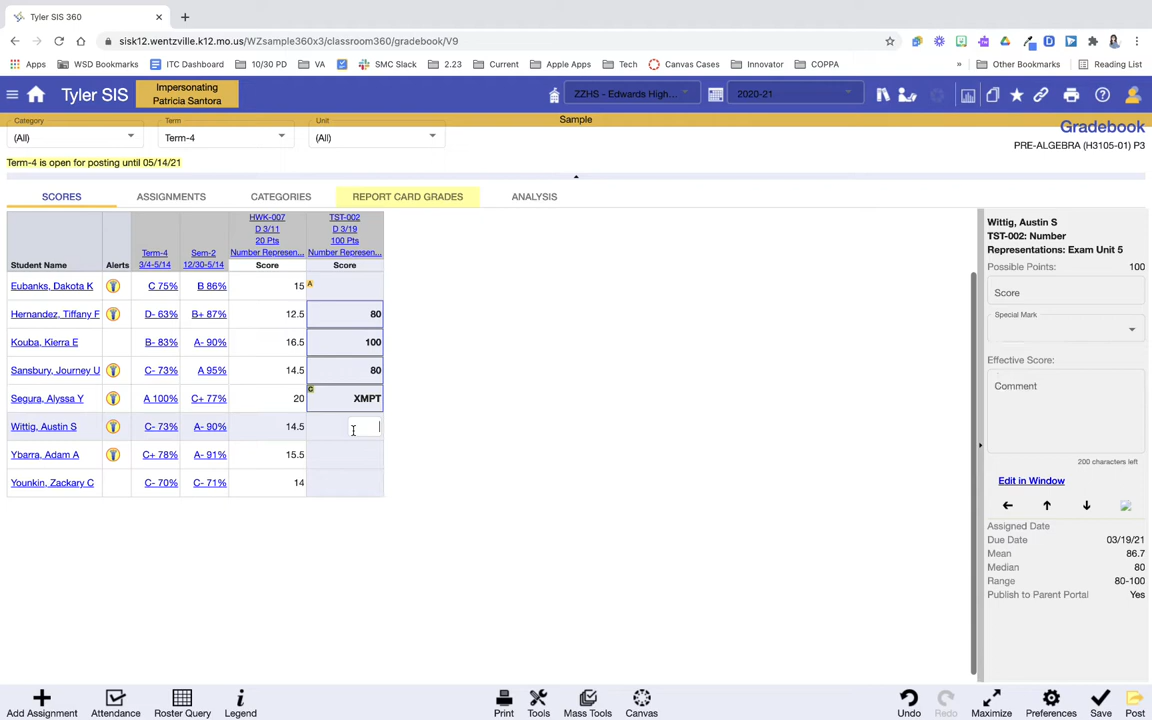 Tyler SIS 360
sisk12.wentzville.k12.mo.us/WZsample360x3/classroom360/gradebook/V9
Apps WSD Bookmarks ITC Dashboard 10/30 PD VA SMC Slack 2.23 Current Apple Apps Tech Canvas Cases Innovator COPPA » Other Bookmarks Reading List
Tyler SIS
Impersonating
Patricia Santora
ZZHS - Edwards High...
2020-21
Sample
Category
(All)
Term
Term-4
Unit
(All)
Gradebook
PRE-ALGEBRA (H3105-01) P3
Term-4 is open for posting until 05/14/21
SCORES ASSIGNMENTS CATEGORIES REPORT CARD GRADES ANALYSIS
HWK-007 TST-002
D 3/11 D 3/19
20 Pts 100 Pts
Term-4 Sem-2 Number Represen... Number Represen...
Student Name Alerts 3/4-5/14 12/30-5/14 Score Score
Eubanks, Dakota K C 75% B 86% 15 A
Hernandez, Tiffany F D- 63% B+ 87% 12.5 80
Kouba, Kierra E B- 83% A- 90% 16.5 100
Sansbury, Journey U C- 73% A 95% 14.5 80
Segura, Alyssa Y A 100% C+ 77% 20 C XMPT
Wittig, Austin S C- 73% A- 90% 14.5
Ybarra, Adam A C+ 78% A- 91% 15.5
Younkin, Zackary C C- 70% C- 71% 14
Wittig, Austin S
TST-002: Number
Representations: Exam Unit 5
Possible Points: 100
Score
Special Mark
Effective Score:
Comment
200 characters left
Edit in Window
Assigned Date
Due Date 03/19/21
Mean 86.7
Median 80
Range 80-100
Publish to Parent Portal Yes
Add Assignment Attendance Roster Query Legend Print Tools Mass Tools Canvas Undo Redo Maximize Preferences Save Post